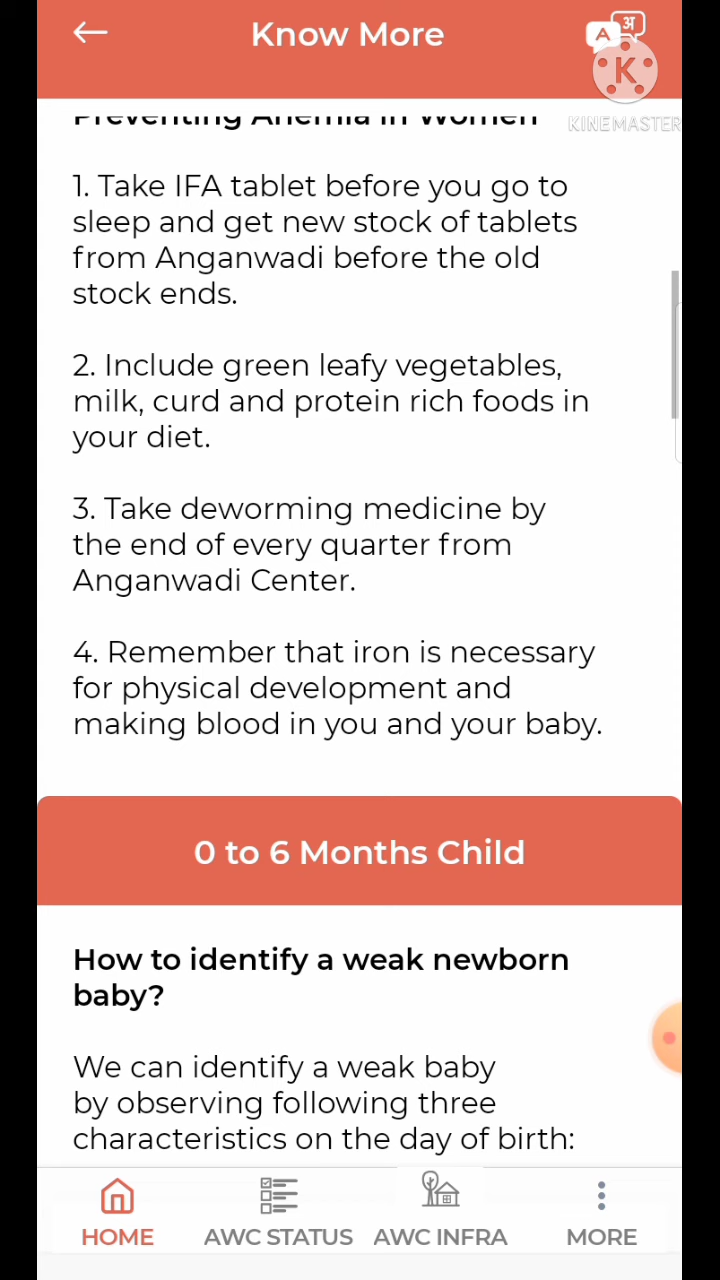 Know More
A अ
K
KINEMASTER
Preventing Anemia in Women
1. Take IFA tablet before you go to
sleep and get new stock of tablets
from Anganwadi before the old
stock ends.
2. Include green leafy vegetables,
milk, curd and protein rich foods in
your diet.
3. Take deworming medicine by
the end of every quarter from
Anganwadi Center.
4. Remember that iron is necessary
for physical development and
making blood in you and your baby.
0 to 6 Months Child
How to identify a weak newborn
baby?
We can identify a weak baby
by observing following three
characteristics on the day of birth:
HOME AWC STATUS AWC INFRA MORE